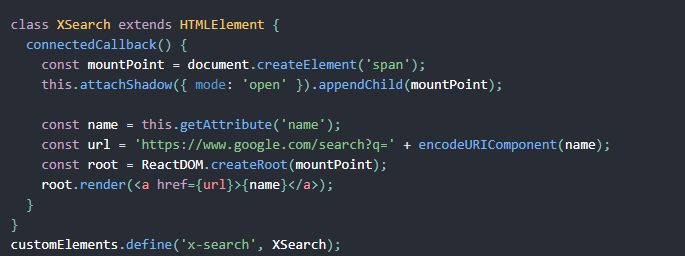 class XSearch extends HTMLElement {
  connectedCallback() {
    const mountPoint = document.createElement('span');
    this.attachShadow({ mode: 'open' }).appendChild(mountPoint);

    const name = this.getAttribute('name');
    const url = 'https://www.google.com/search?q=' + encodeURIComponent(name);
    const root = ReactDOM.createRoot(mountPoint);
    root.render(<a href={url}>{name}</a>);
  }
}
customElements.define('x-search', XSearch);